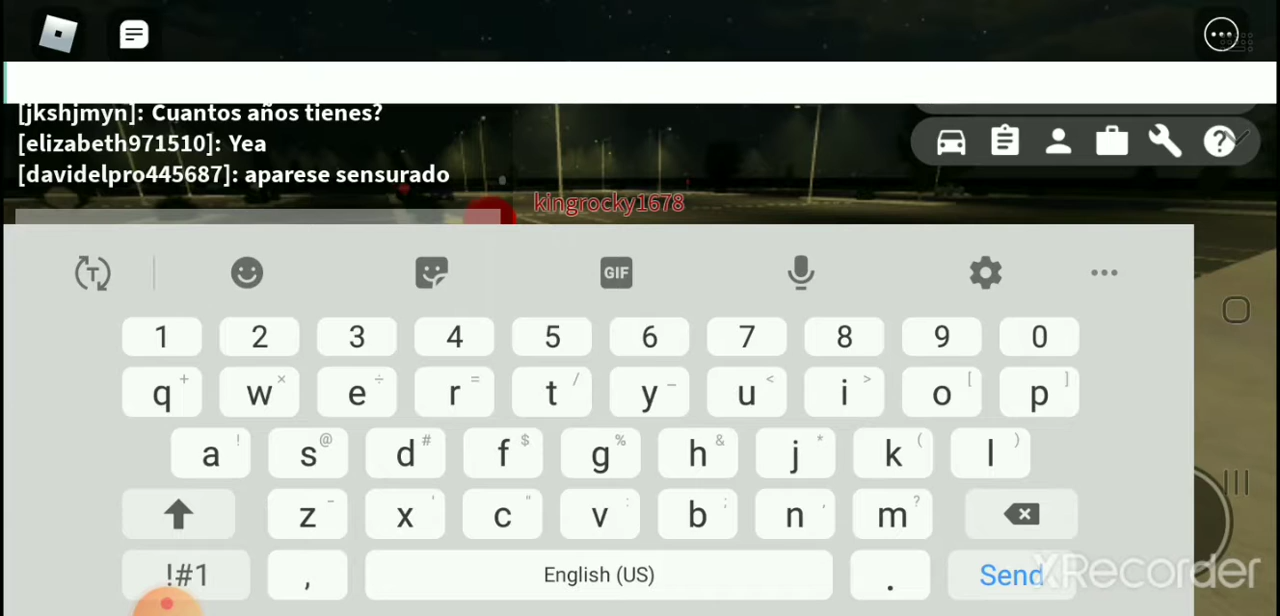 [jkshjmyn]: Cuantos años tienes?
[elizabeth971510]: Yea
[davidelpro445687]: aparese sensurado
kingrocky1678
T
GIF
1 2 3 4 5 6 7 8 9 0
q + w × e ÷ r = t / y _ u < i > o [ p ]
a ! s @ d # f $ g % h & j * k ( l )
z - x ' c " v : b ; n , m ?
!#1 , English (US) . Send
XRecorder